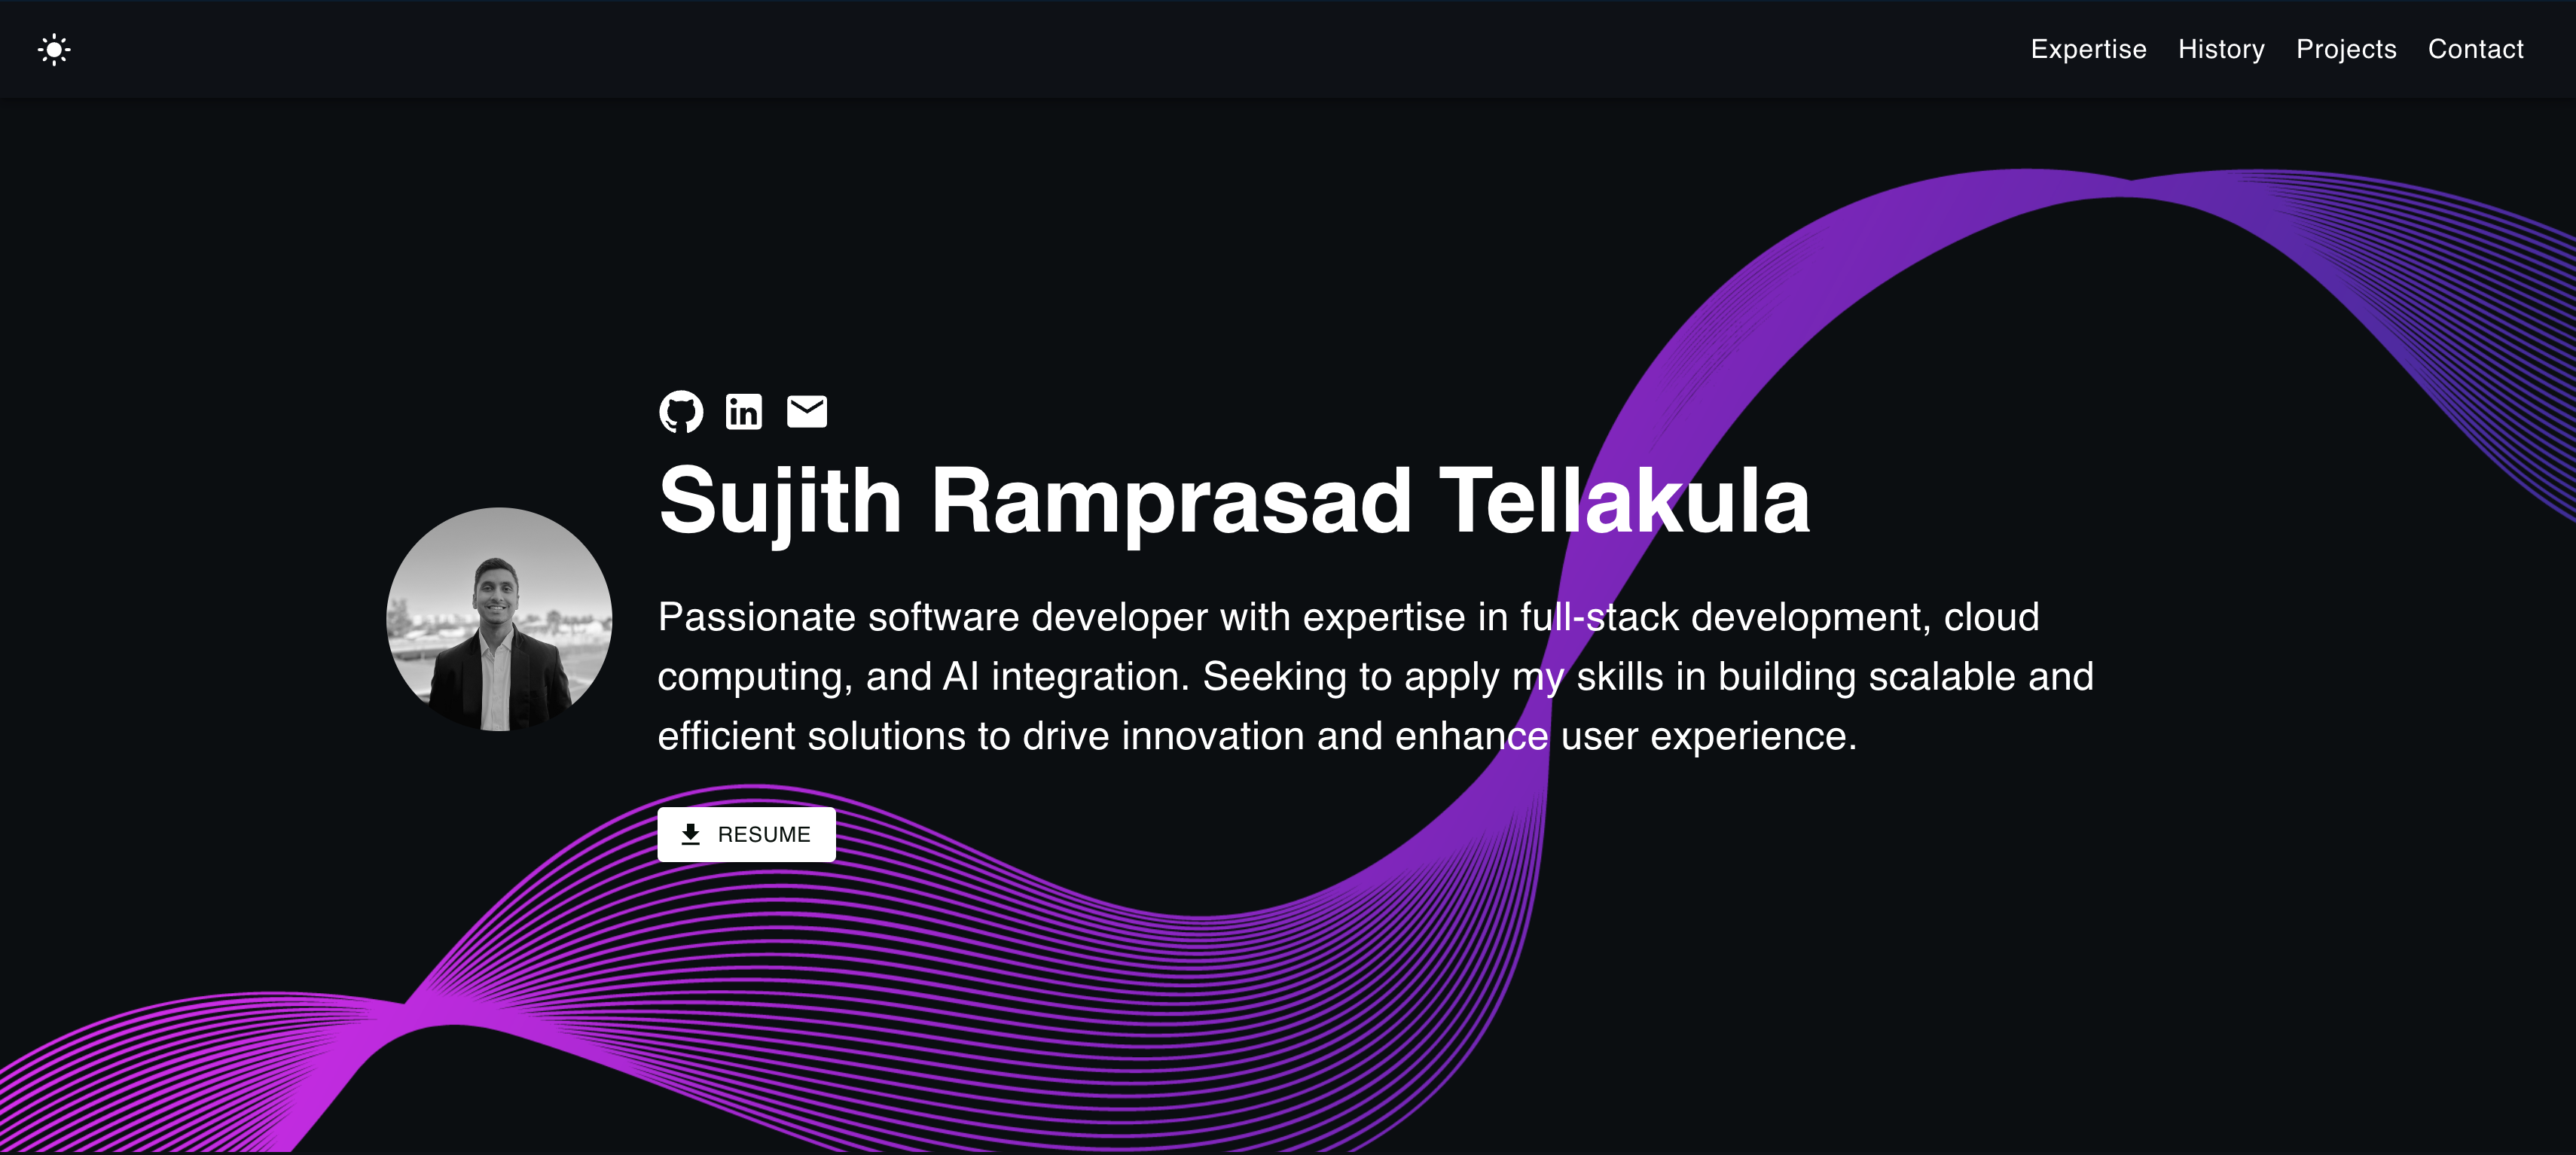 Expertise History Projects Contact
Sujith Ramprasad Tellakula
Passionate software developer with expertise in full-stack development, cloud
computing, and AI integration. Seeking to apply my skills in building scalable and
efficient solutions to drive innovation and enhance user experience.
RESUME